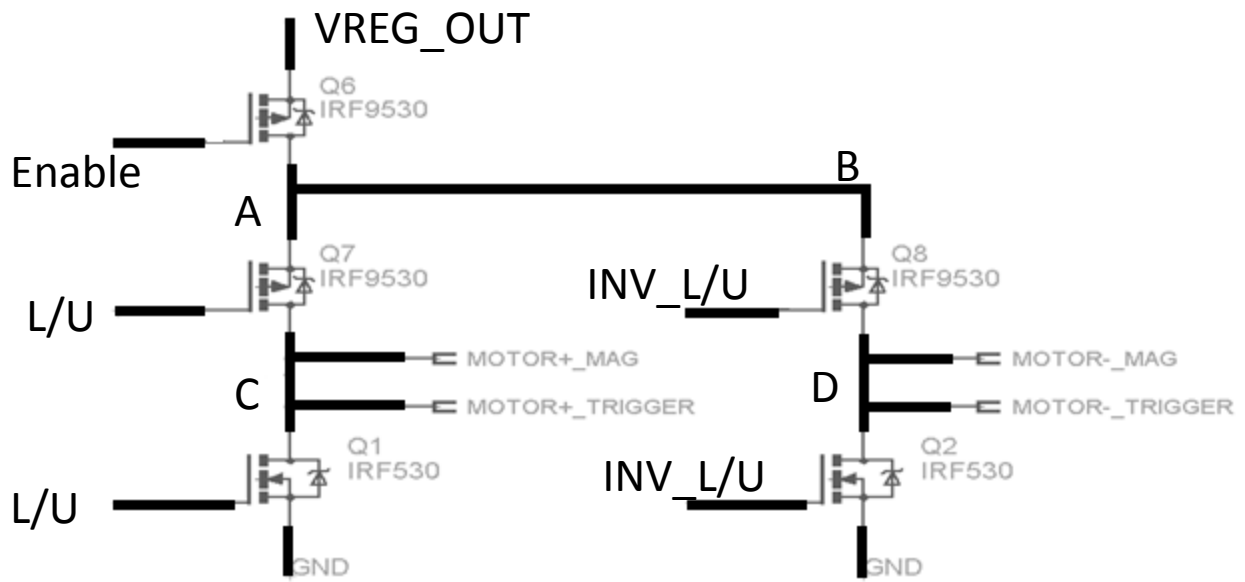 VREG_OUT
Q6
IRF9530
Enable
A
B
Q7
IRF9530
L/U
Q8
IRF9530
INV_L/U
MOTOR+_MAG
C
MOTOR+_TRIGGER
MOTOR-_MAG
D
MOTOR-_TRIGGER
Q1
IRF530
L/U
Q2
IRF530
INV_L/U
GND
GND